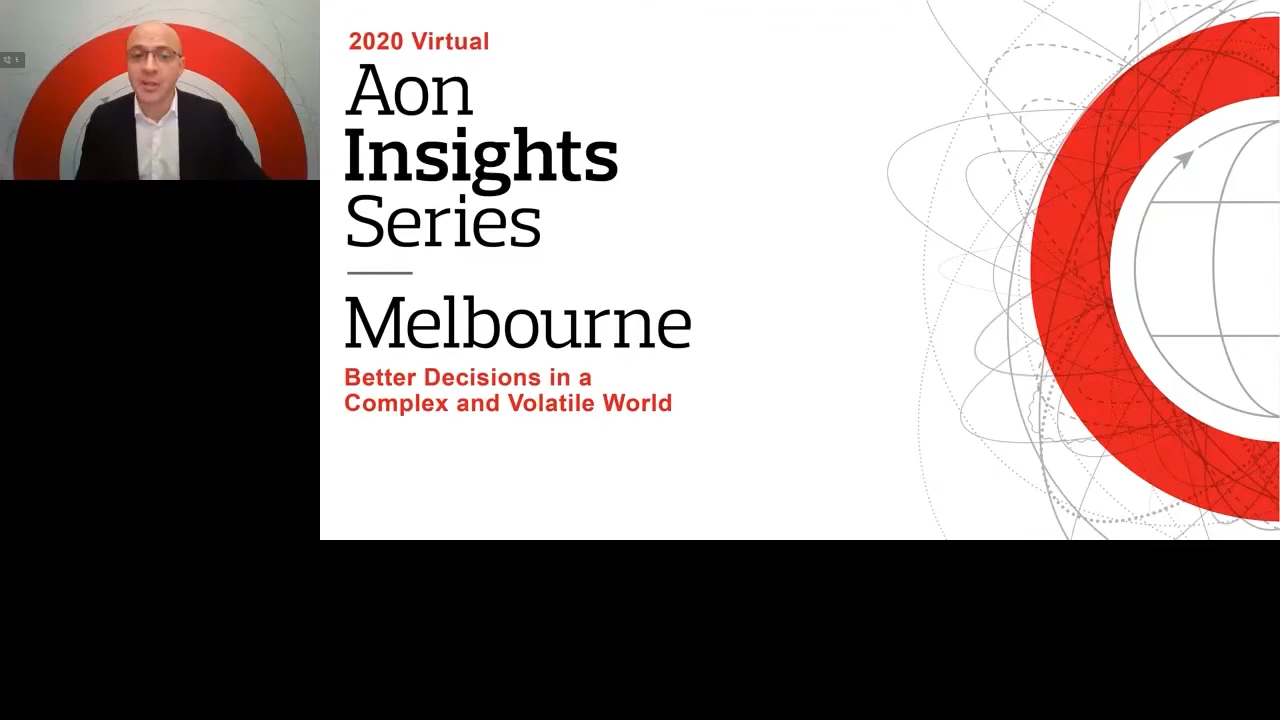 2020 Virtual
Aon
Insights
Series
Melbourne
Better Decisions in a
Complex and Volatile World